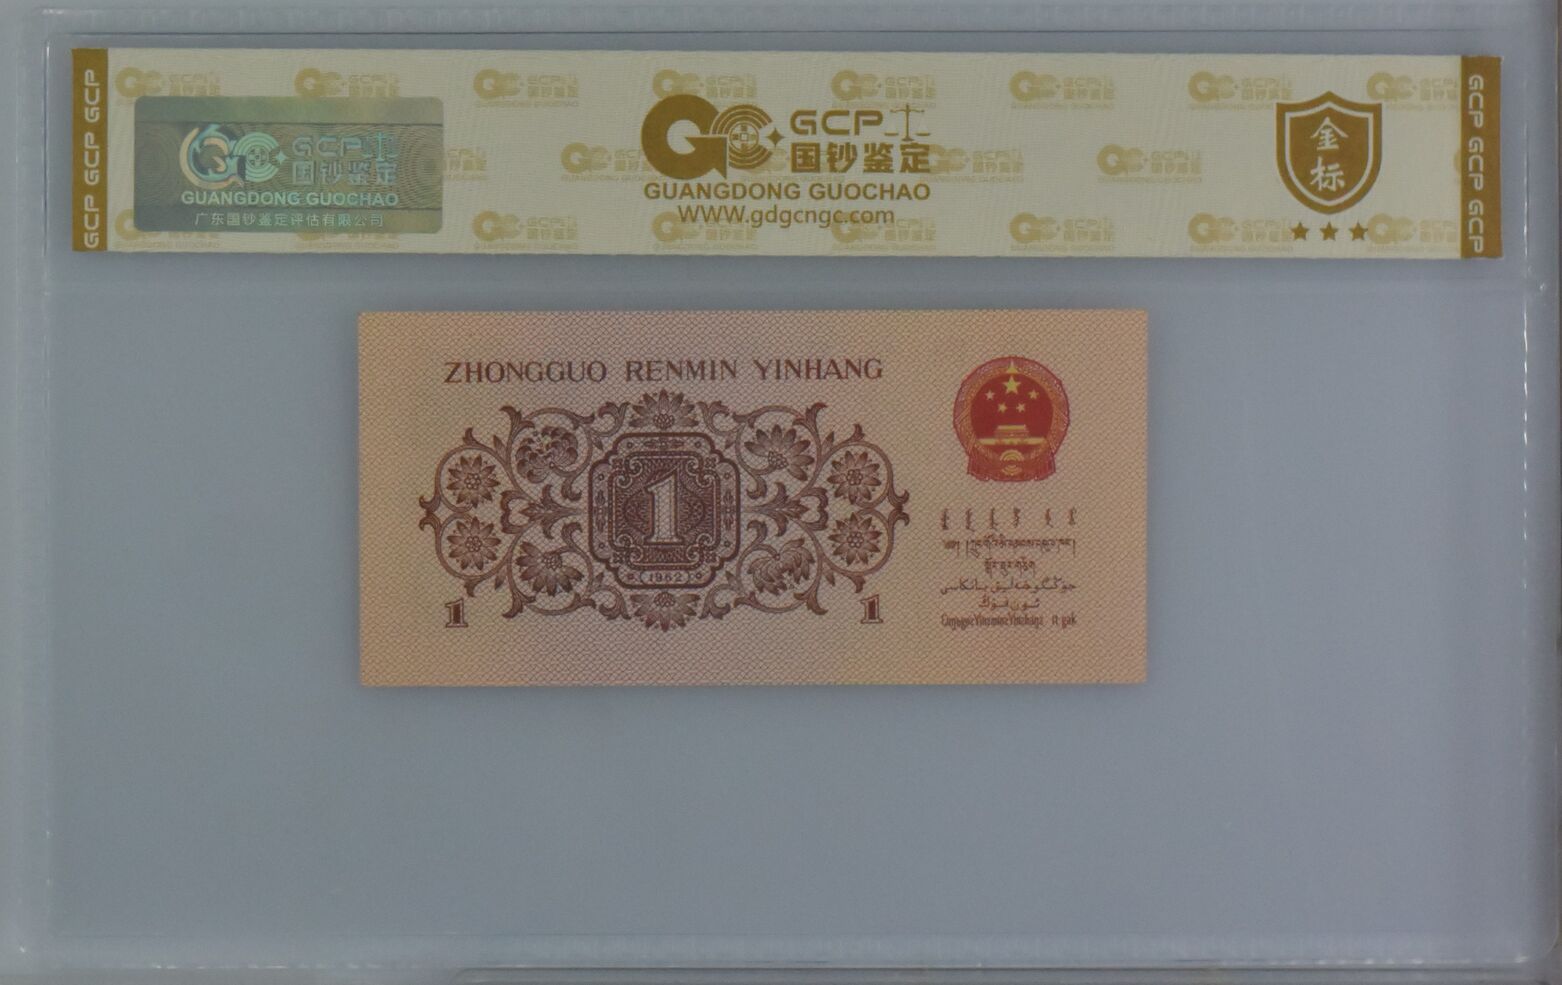 GCP GCP GCP
GCP
国钞鉴定
GUANGDONG GUOCHAO
广东国钞鉴定评估有限公司
GCP
国钞鉴定
GUANGDONG GUOCHAO
WWW.gdgcngc.com
金标
GCP GCP GCP
ZHONGGUO RENMIN YINHANG
1
(1962)
1
1